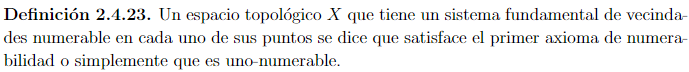 Definición 2.4.23. Un espacio topológico X que tiene un sistema fundamental de vecinda-
des numerable en cada uno de sus puntos se dice que satisface el primer axioma de numera-
bilidad o simplemente que es uno-numerable.